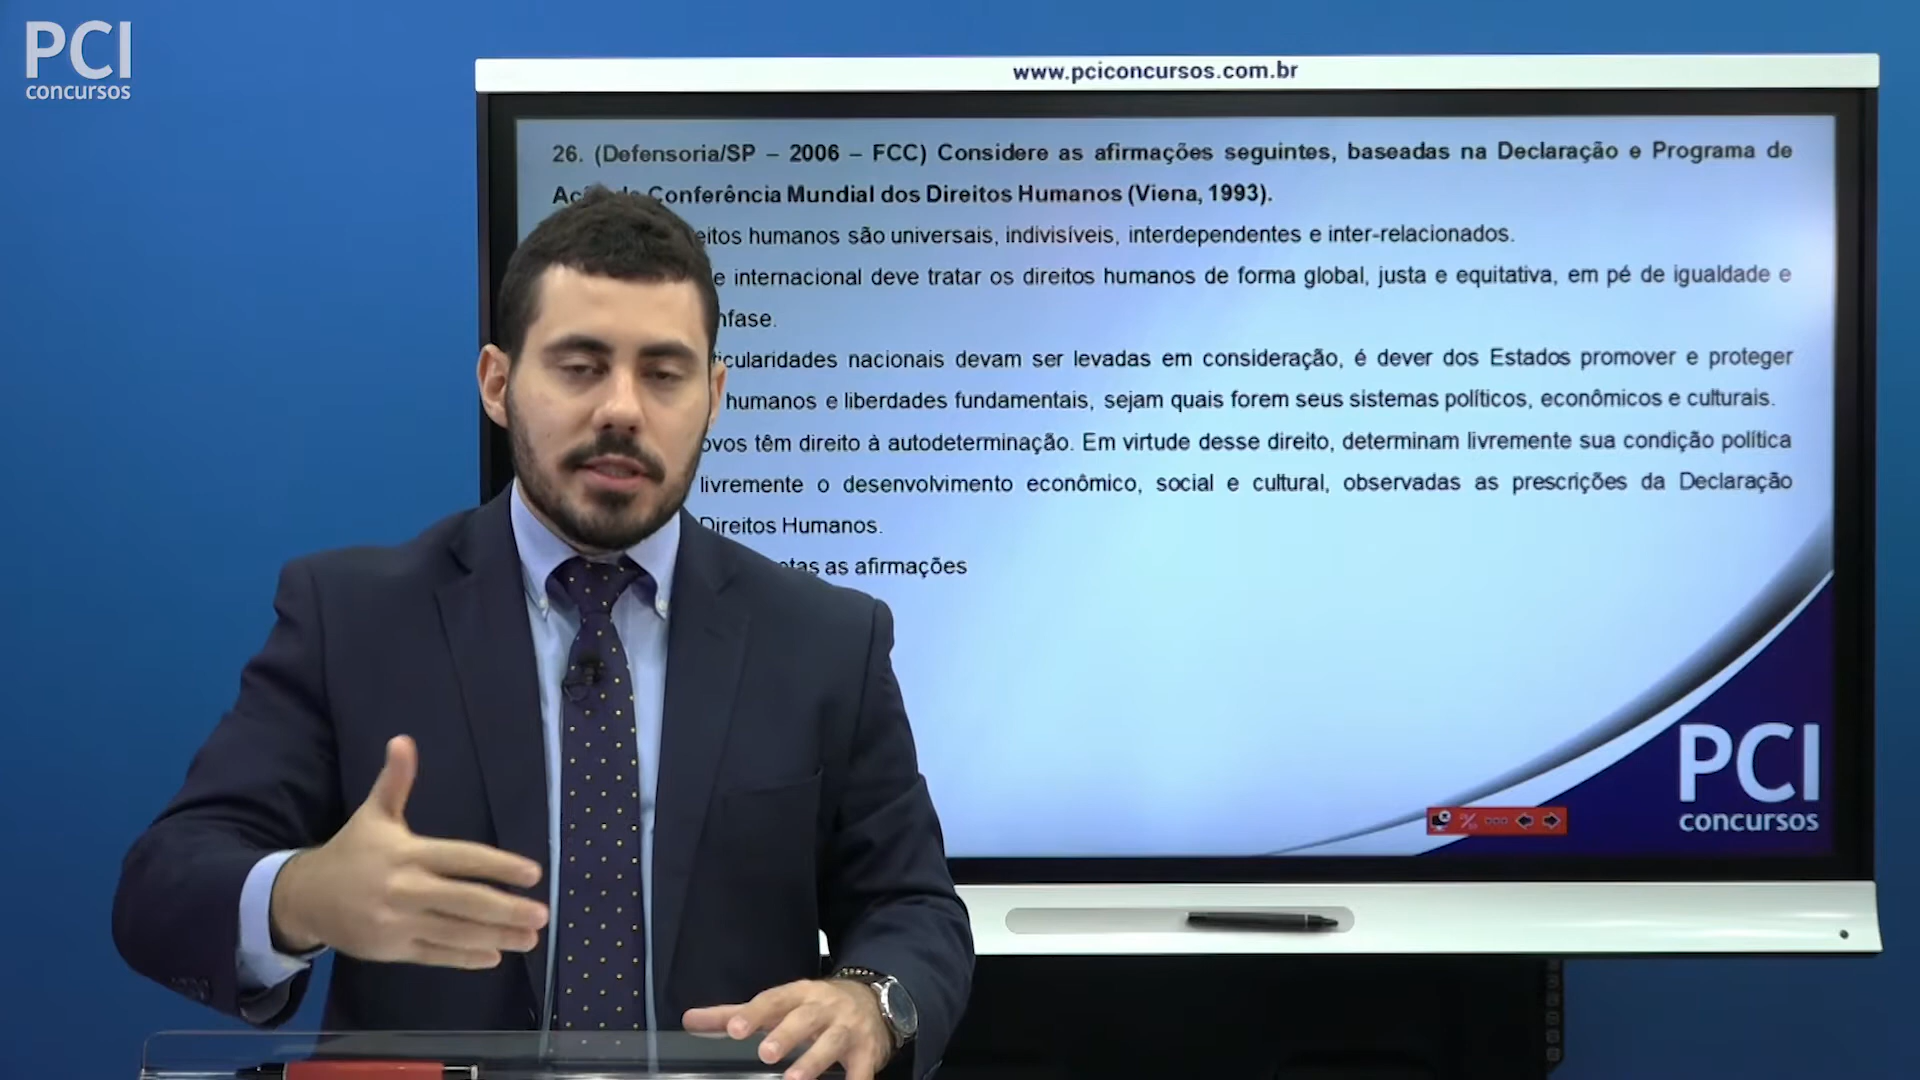 PCI
concursos
www.pciconcursos.com.br
26. (Defensoria/SP – 2006 – FCC) Considere as afirmações seguintes, baseadas na Declaração e Programa de
Conferência Mundial dos Direitos Humanos (Viena, 1993).
humanos são universais, indivisíveis, interdependentes e inter-relacionados.
internacional deve tratar os direitos humanos de forma global, justa e equitativa, em pé de igualdade e
nacionais devam ser levadas em consideração, é dever dos Estados promover e proteger
humanos e liberdades fundamentais, sejam quais forem seus sistemas políticos, econômicos e culturais.
têm direito à autodeterminação. Em virtude desse direito, determinam livremente sua condição política
livremente o desenvolvimento econômico, social e cultural, observadas as prescrições da Declaração
Direitos Humanos.
as afirmações
PCI
concursos